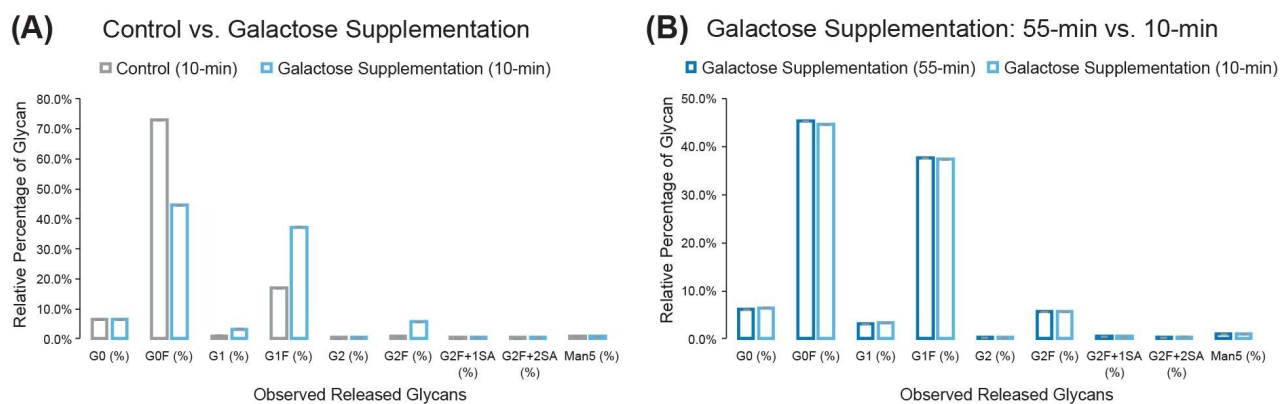 (A) Control vs. Galactose Supplementation
Control (10-min) Galactose Supplementation (10-min)
Relative Percentage of Glycan
80.0%
70.0%
60.0%
50.0%
40.0%
30.0%
20.0%
10.0%
0.0%
G0 (%) G0F (%) G1 (%) G1F (%) G2 (%) G2F (%) G2F+1SA (%) G2F+2SA (%) Man5 (%)
Observed Released Glycans
(B) Galactose Supplementation: 55-min vs. 10-min
Galactose Supplementation (55-min) Galactose Supplementation (10-min)
Relative Percentage of Glycan
50.0%
40.0%
30.0%
20.0%
10.0%
0.0%
G0 (%) G0F (%) G1 (%) G1F (%) G2 (%) G2F (%) G2F+1SA (%) G2F+2SA (%) Man5 (%)
Observed Released Glycans